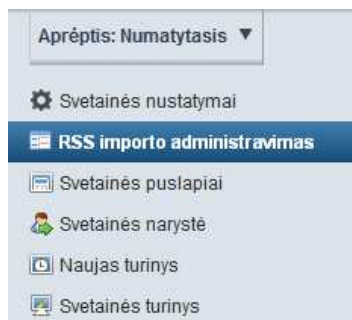 Aprėptis: Numatytasis ▼
Svetainės nustatymai
RSS importo administravimas
Svetainės puslapiai
Svetainės narystė
Naujas turinys
Svetainės turinys